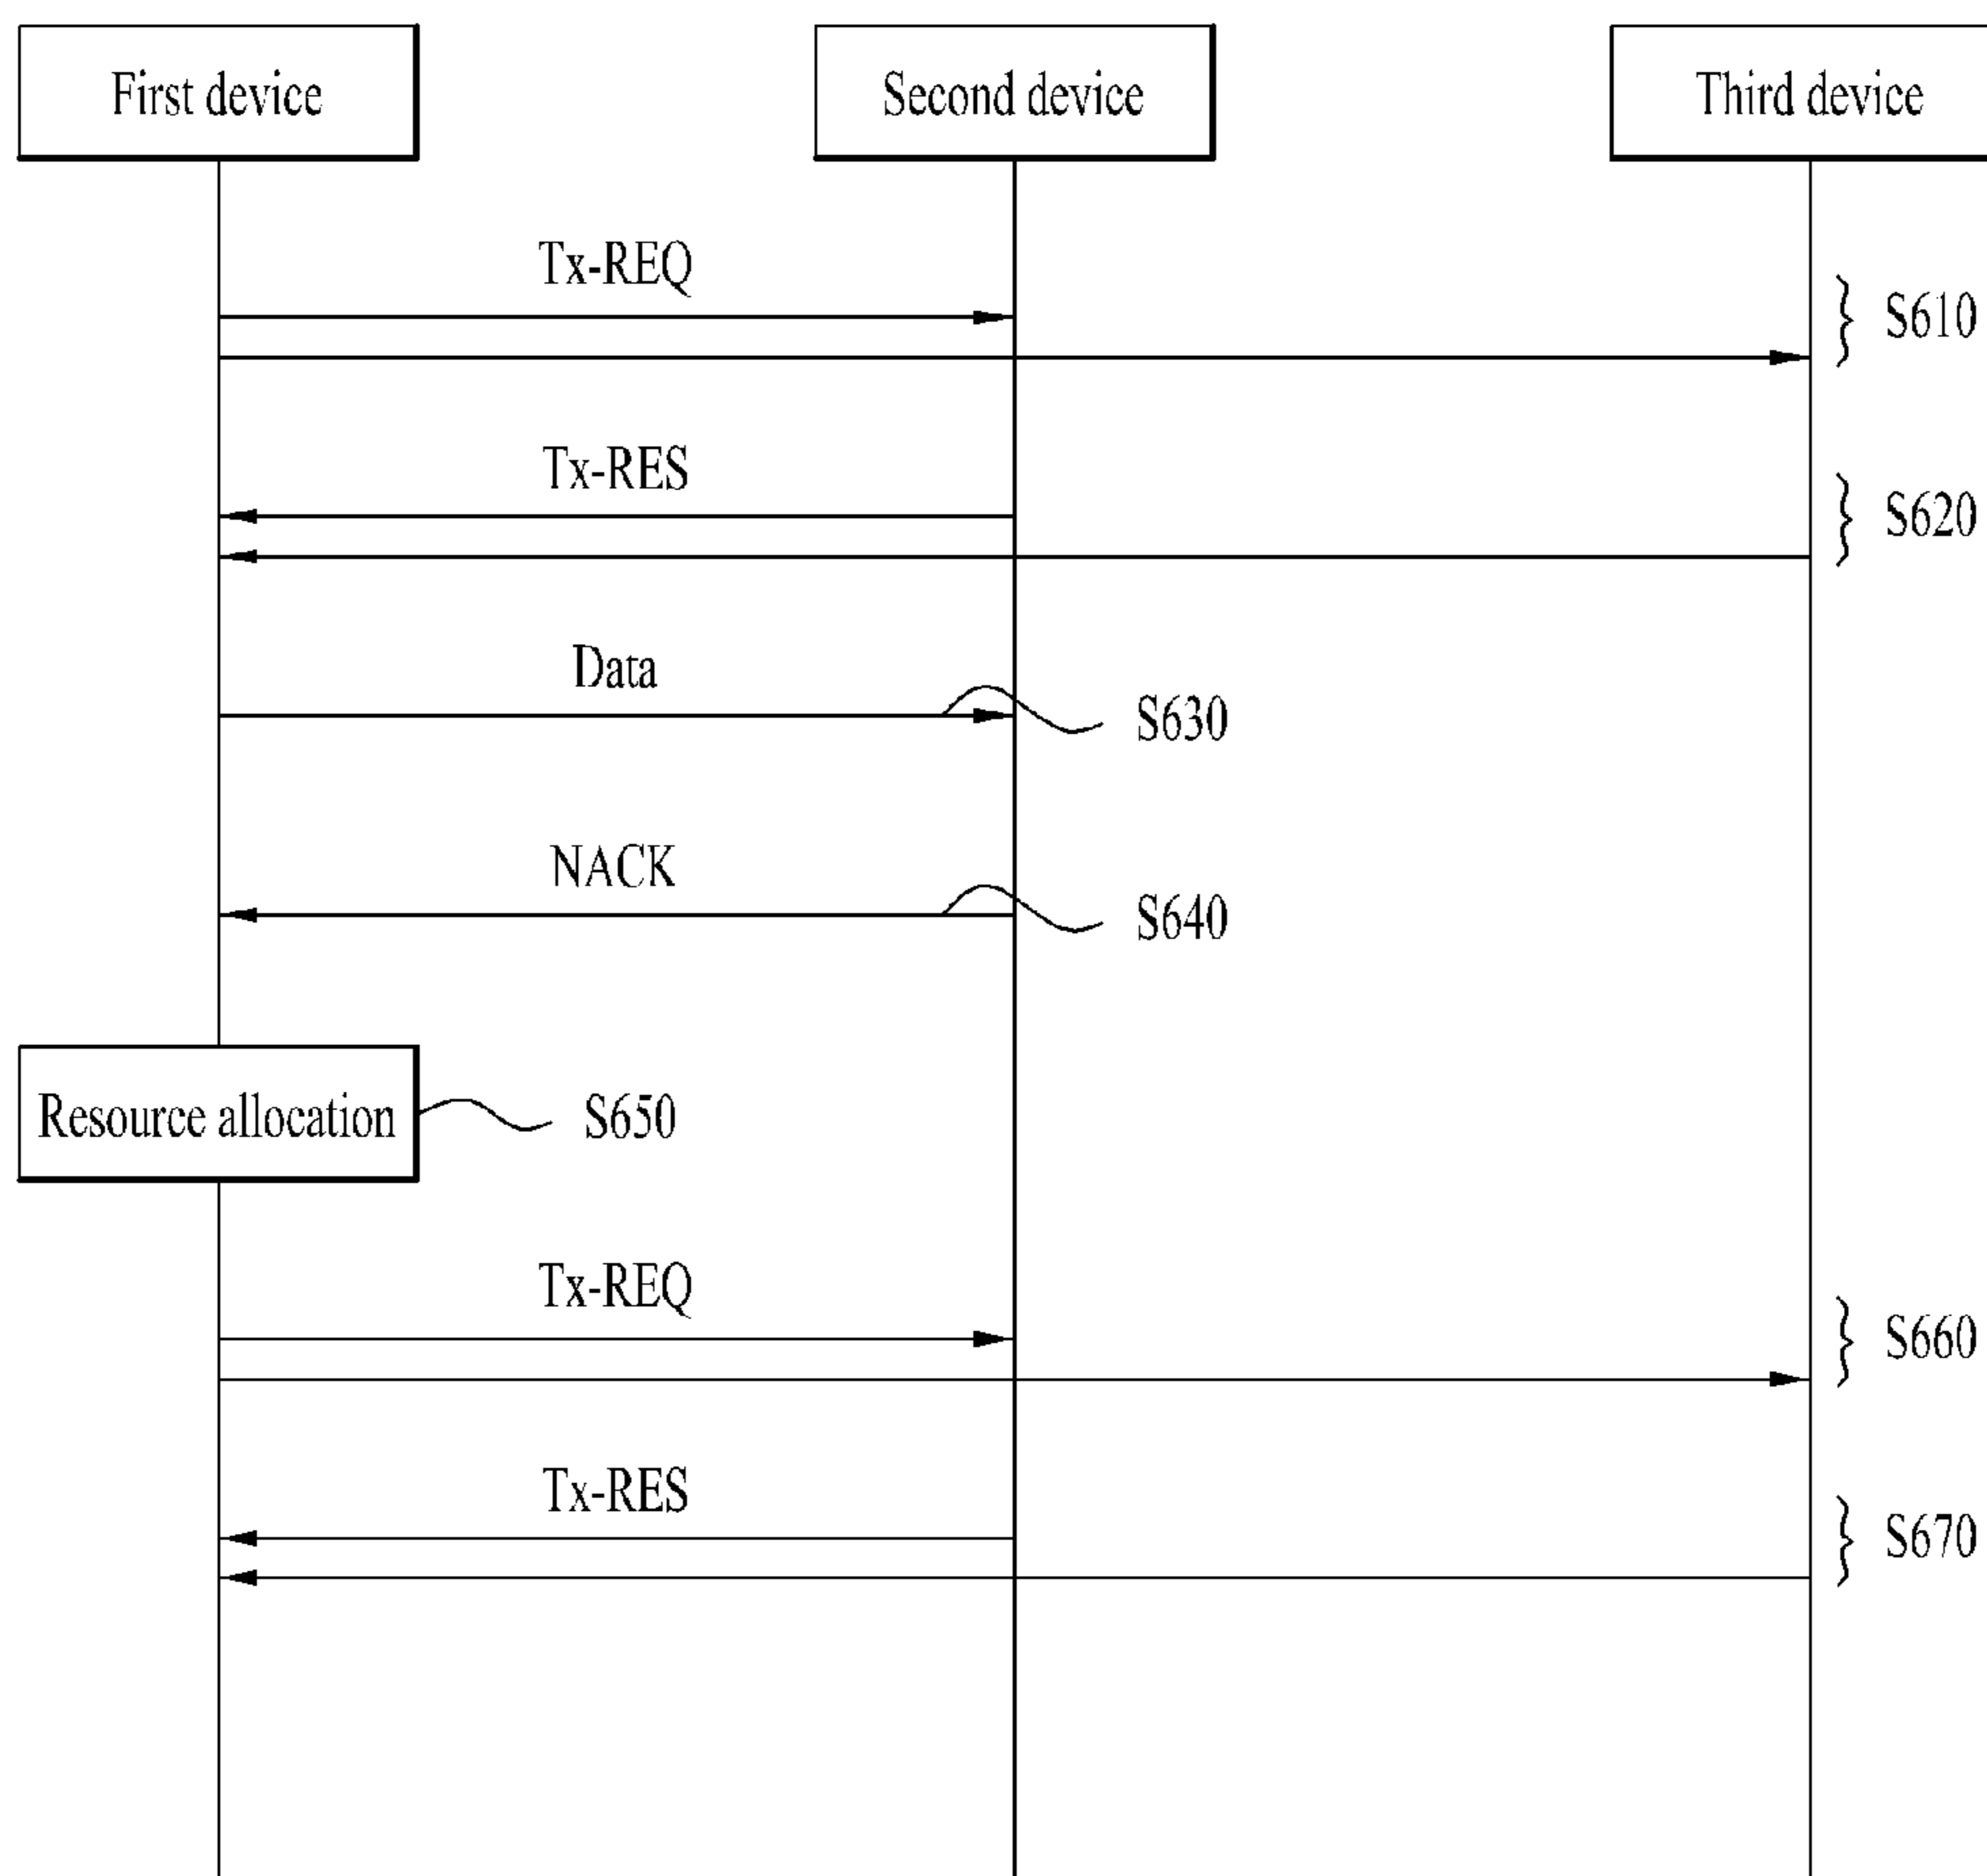 First device
Second device
Third device
Tx-REQ
S610
Tx-RES
S620
Data
S630
NACK
S640
Resource allocation
S650
Tx-REQ
S660
Tx-RES
S670